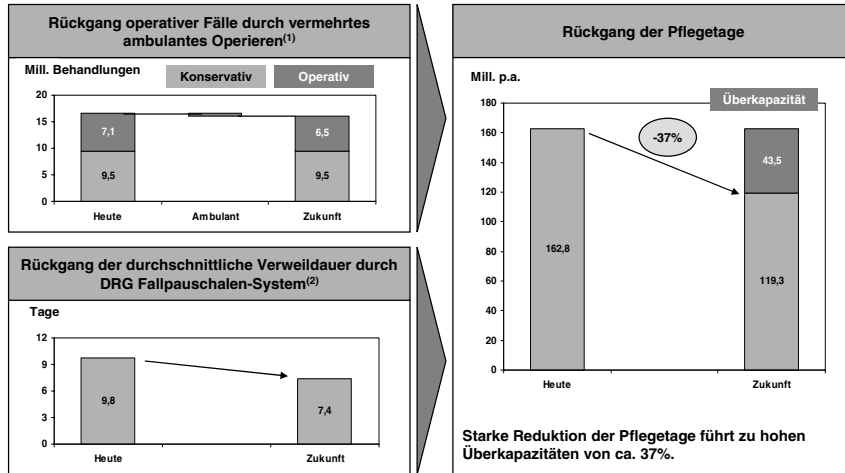 Rückgang operativer Fälle durch vermehrtes
ambulantes Operieren(1)
Mill. Behandlungen
Konservativ
Operativ
20
15
10
5
0
7,1
9,5
6,5
9,5
Heute
Ambulant
Zukunft
Rückgang der durchschnittliche Verweildauer durch
DRG Fallpauschalen-System(2)
Tage
12
9
6
3
0
9,8
7,4
Heute
Zukunft
Rückgang der Pflegetage
Mill. p.a.
Überkapazität
180
160
140
120
100
80
60
40
20
0
-37%
162,8
43,5
119,3
Heute
Zukunft
Starke Reduktion der Pflegetage führt zu hohen
Überkapazitäten von ca. 37%.